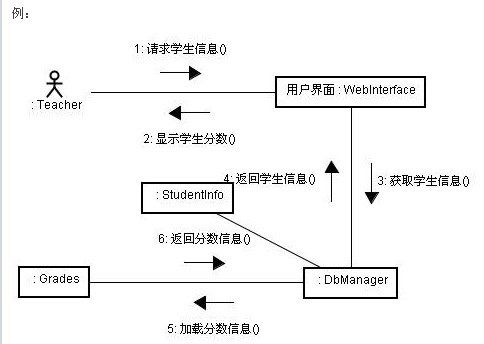 例：
1: 请求学生信息()
用户界面 : WebInterface
: Teacher
2: 显示学生分数()
4: 返回学生信息()
3: 获取学生信息()
: StudentInfo
6: 返回分数信息()
: Grades
: DbManager
5: 加载分数信息()